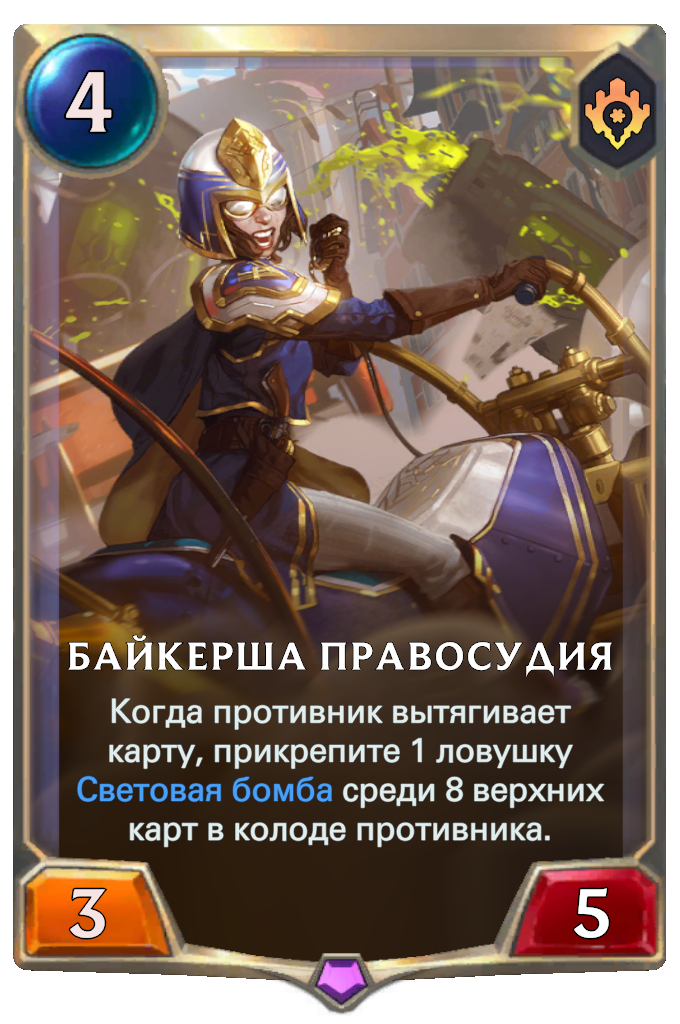 4
БАЙКЕРША ПРАВОСУДИЯ
Когда противник вытягивает
карту, прикрепите 1 ловушку
Световая бомба среди 8 верхних
карт в колоде противника.
3
5